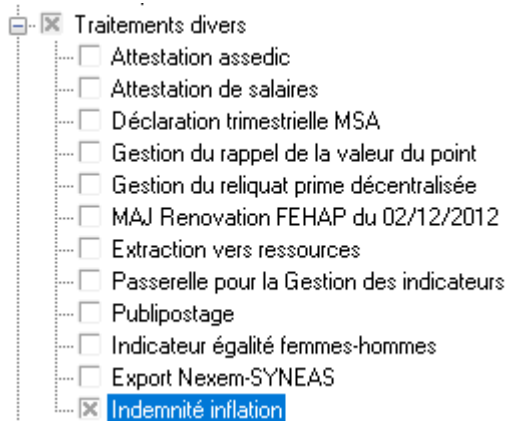 Traitements divers
Attestation assedic
Attestation de salaires
Déclaration trimestrielle MSA
Gestion du rappel de la valeur du point
Gestion du reliquat prime décentralisée
MAJ Renovation FEHAP du 02/12/2012
Extraction vers ressources
Passerelle pour la Gestion des indicateurs
Publipostage
Indicateur égalité femmes-hommes
Export Nexem-SYNEAS
Indemnité inflation